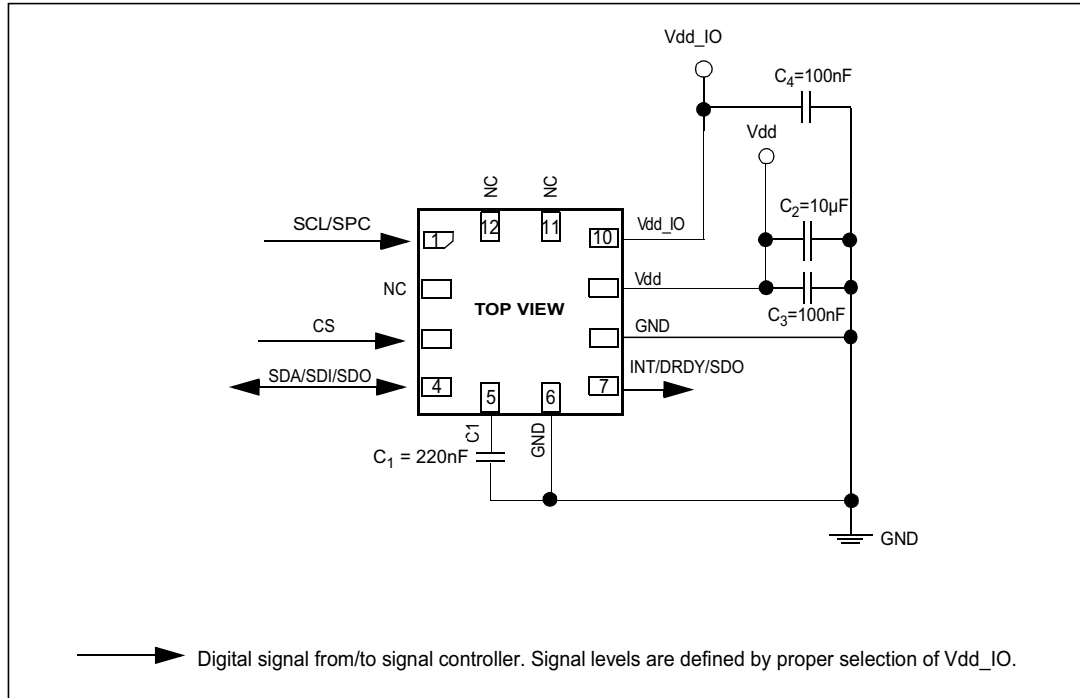 Vdd_IO
C4=100nF
Vdd
NC
NC
C2=10µF
SCL/SPC
1
12
11
10
Vdd_IO
NC
Vdd
TOP VIEW
C3=100nF
CS
GND
SDA/SDI/SDO
4
5
6
7
INT/DRDY/SDO
C1
GND
C1 = 220nF
GND
Digital signal from/to signal controller. Signal levels are defined by proper selection of Vdd_IO.